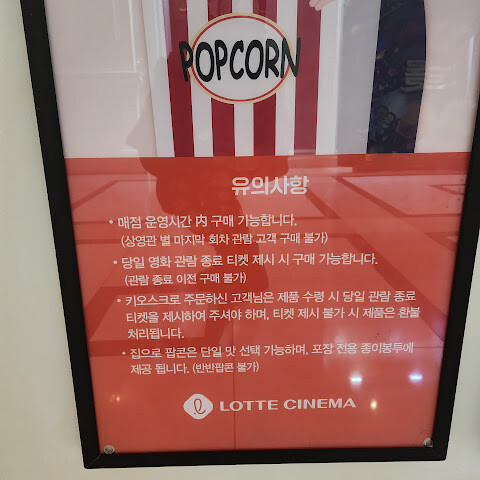 POPCORN
유의사항
• 매점 운영시간 內 구매 가능합니다.
(상영관 별 마지막 회차 관람 고객 구매 불가)
• 당일 영화 관람 종료 티켓 제시 시 구매 가능합니다.
(관람 종료 이전 구매 불가)
• 키오스크로 주문하신 고객님은 제품 수령 시 당일 관람 종료
티켓을 제시하여 주셔야 하며, 티켓 제시 불가 시 제품은 환불
처리됩니다.
• 집으로 팝콘은 단일 맛 선택 가능하며, 포장 전용 종이봉투에
제공 됩니다. (반반팝콘 불가)
LOTTE CINEMA